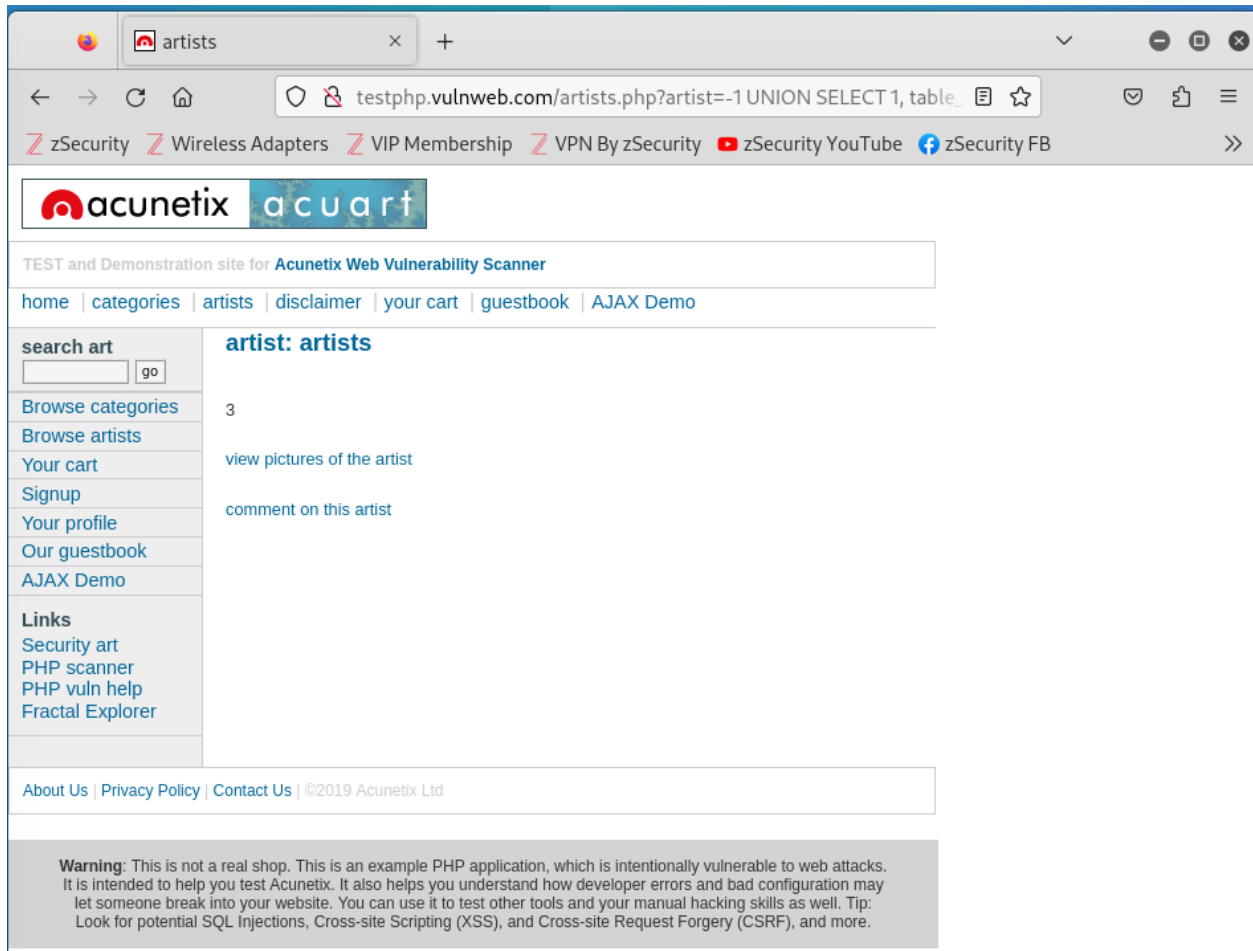 artists
testphp.vulnweb.com/artists.php?artist=-1 UNION SELECT 1, table_
zSecurity Wireless Adapters VIP Membership VPN By zSecurity zSecurity YouTube zSecurity FB
acunetix acuart
TEST and Demonstration site for Acunetix Web Vulnerability Scanner
home | categories | artists | disclaimer | your cart | guestbook | AJAX Demo
search art
go
Browse categories
Browse artists
Your cart
Signup
Your profile
Our guestbook
AJAX Demo
Links
Security art
PHP scanner
PHP vuln help
Fractal Explorer
artist: artists
3
view pictures of the artist
comment on this artist
About Us | Privacy Policy | Contact Us | ©2019 Acunetix Ltd
Warning: This is not a real shop. This is an example PHP application, which is intentionally vulnerable to web attacks.
It is intended to help you test Acunetix. It also helps you understand how developer errors and bad configuration may
let someone break into your website. You can use it to test other tools and your manual hacking skills as well. Tip:
Look for potential SQL Injections, Cross-site Scripting (XSS), and Cross-site Request Forgery (CSRF), and more.